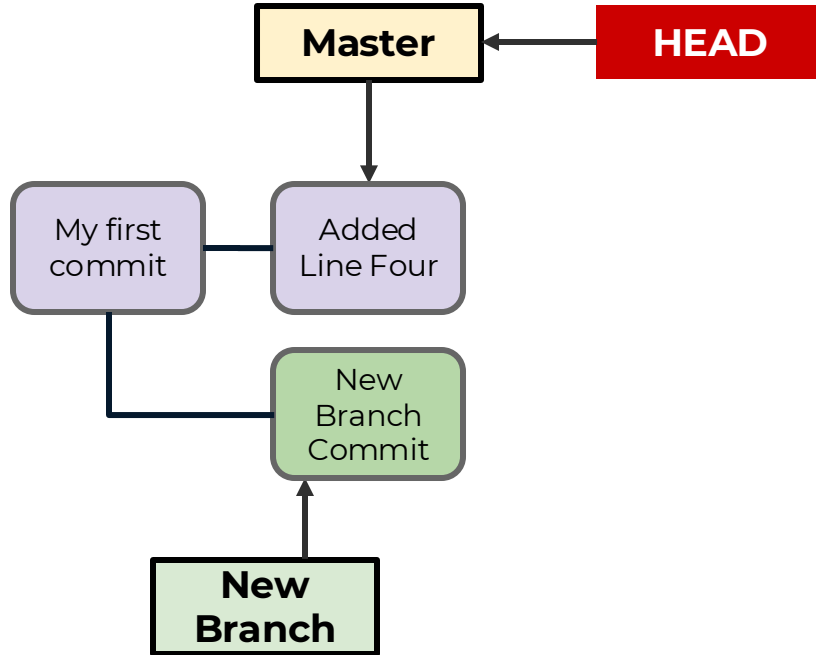 Master
HEAD
My first
commit
Added
Line Four
New
Branch
Commit
New
Branch